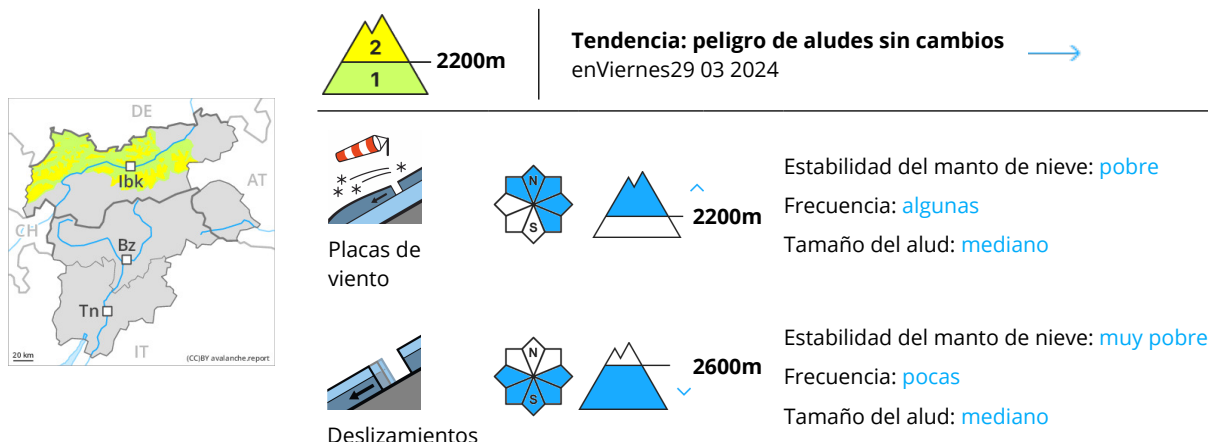 2
2200m
1
Tendencia: peligro de aludes sin cambios
enViernes29 03 2024
DE
AT
Ibk
CH
Bz
Tn
IT
20 km
(CC)BY avalanche.report
N
S
2200m
Placas de
viento
Estabilidad del manto de nieve: pobre
Frecuencia: algunas
Tamaño del alud: mediano
N
S
2600m
Deslizamientos
Estabilidad del manto de nieve: muy pobre
Frecuencia: pocas
Tamaño del alud: mediano